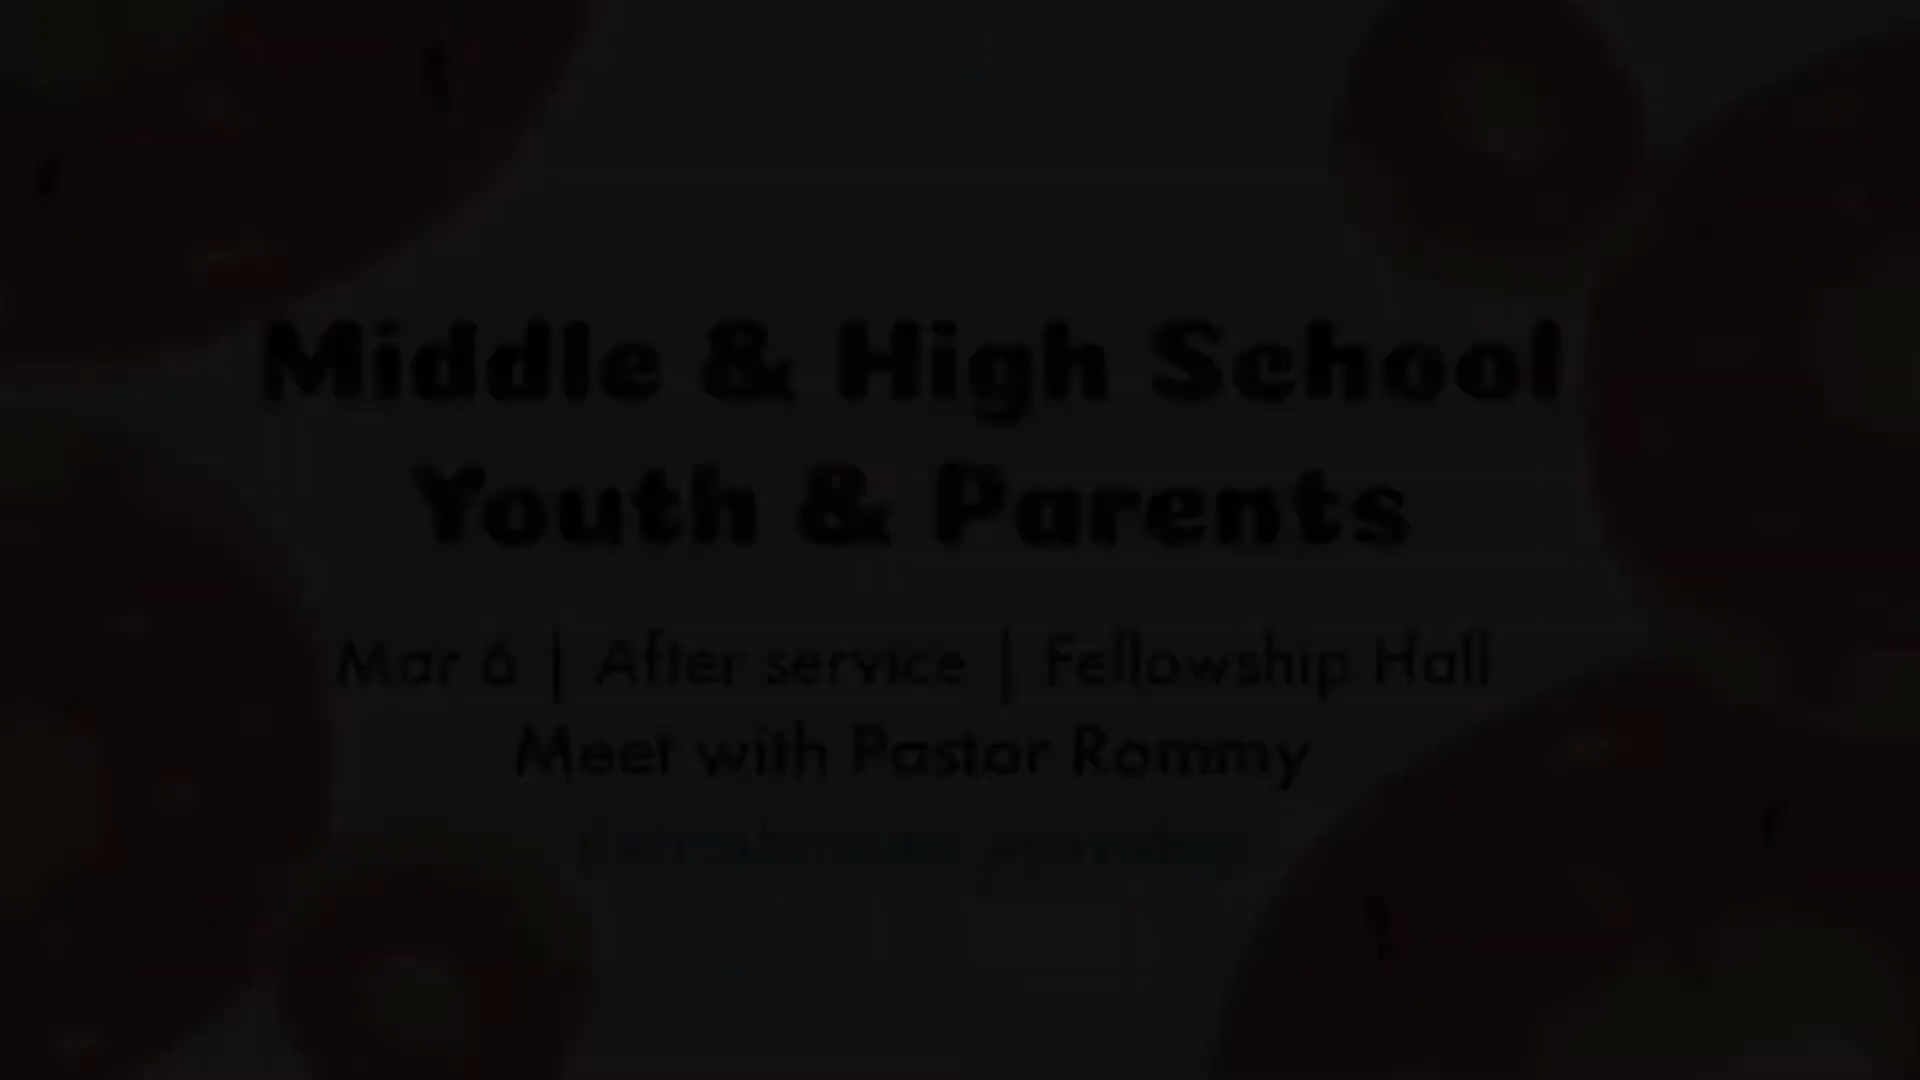 Middle & High School
Youth & Parents
Mar 6 | After service | Fellowship Hall
Meet with Pastor Rommy